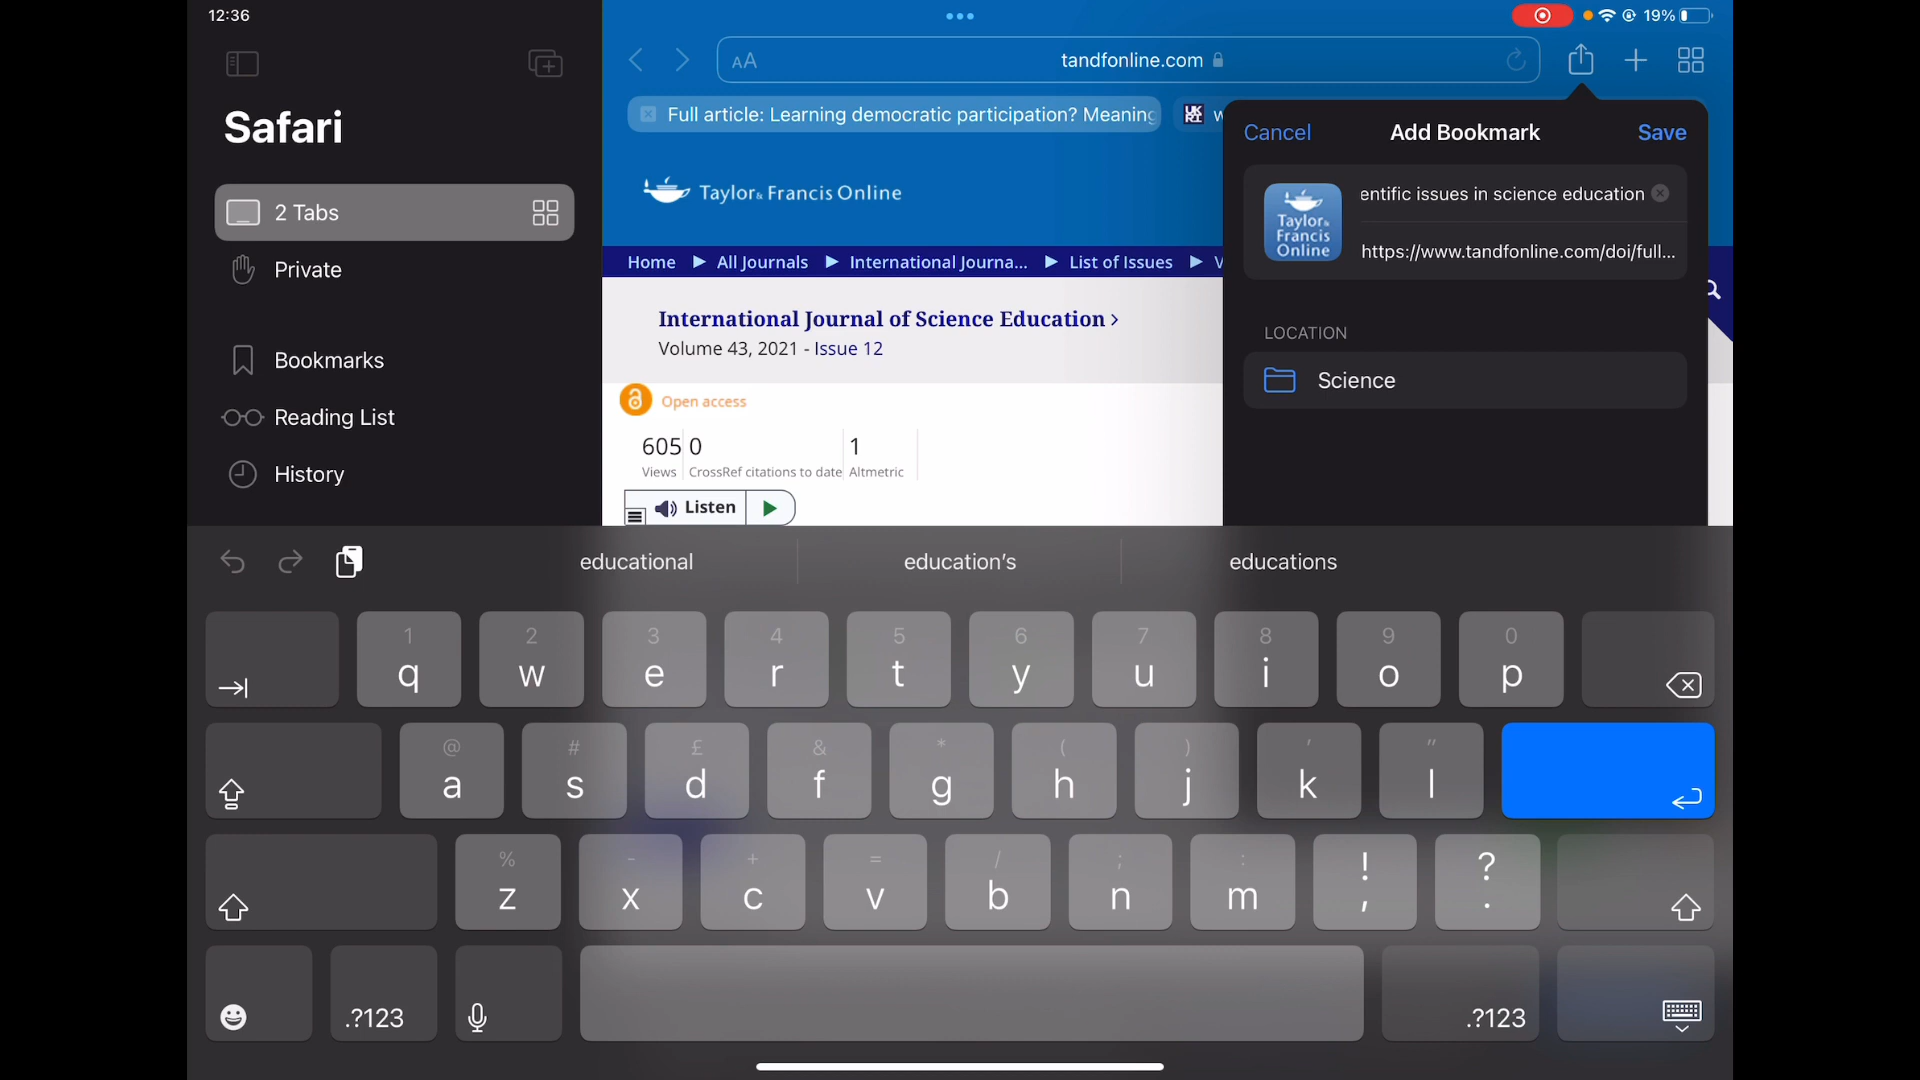 12:36
19%
Safari
2 Tabs
Private
Bookmarks
Reading List
History
AA
tandfonline.com
Full article: Learning democratic participation? Meaning
UK
Taylor & Francis Online
Home ▶ All Journals ▶ International Journa... ▶ List of Issues ▶ V
International Journal of Science Education >
Volume 43, 2021 - Issue 12
Open access
605 0 1
Views CrossRef citations to date Altmetric
Listen
Cancel Add Bookmark Save
Taylor & Francis Online
entific issues in science education
https://www.tandfonline.com/doi/full...
LOCATION
Science
educational education’s educations
1 2 3 4 5 6 7 8 9 0
q w e r t y u i o p
@ # £ & * ( ) ' "
a s d f g h j k l
% - + = / ; : ! ?
z x c v b n m , .
.?123 .?123